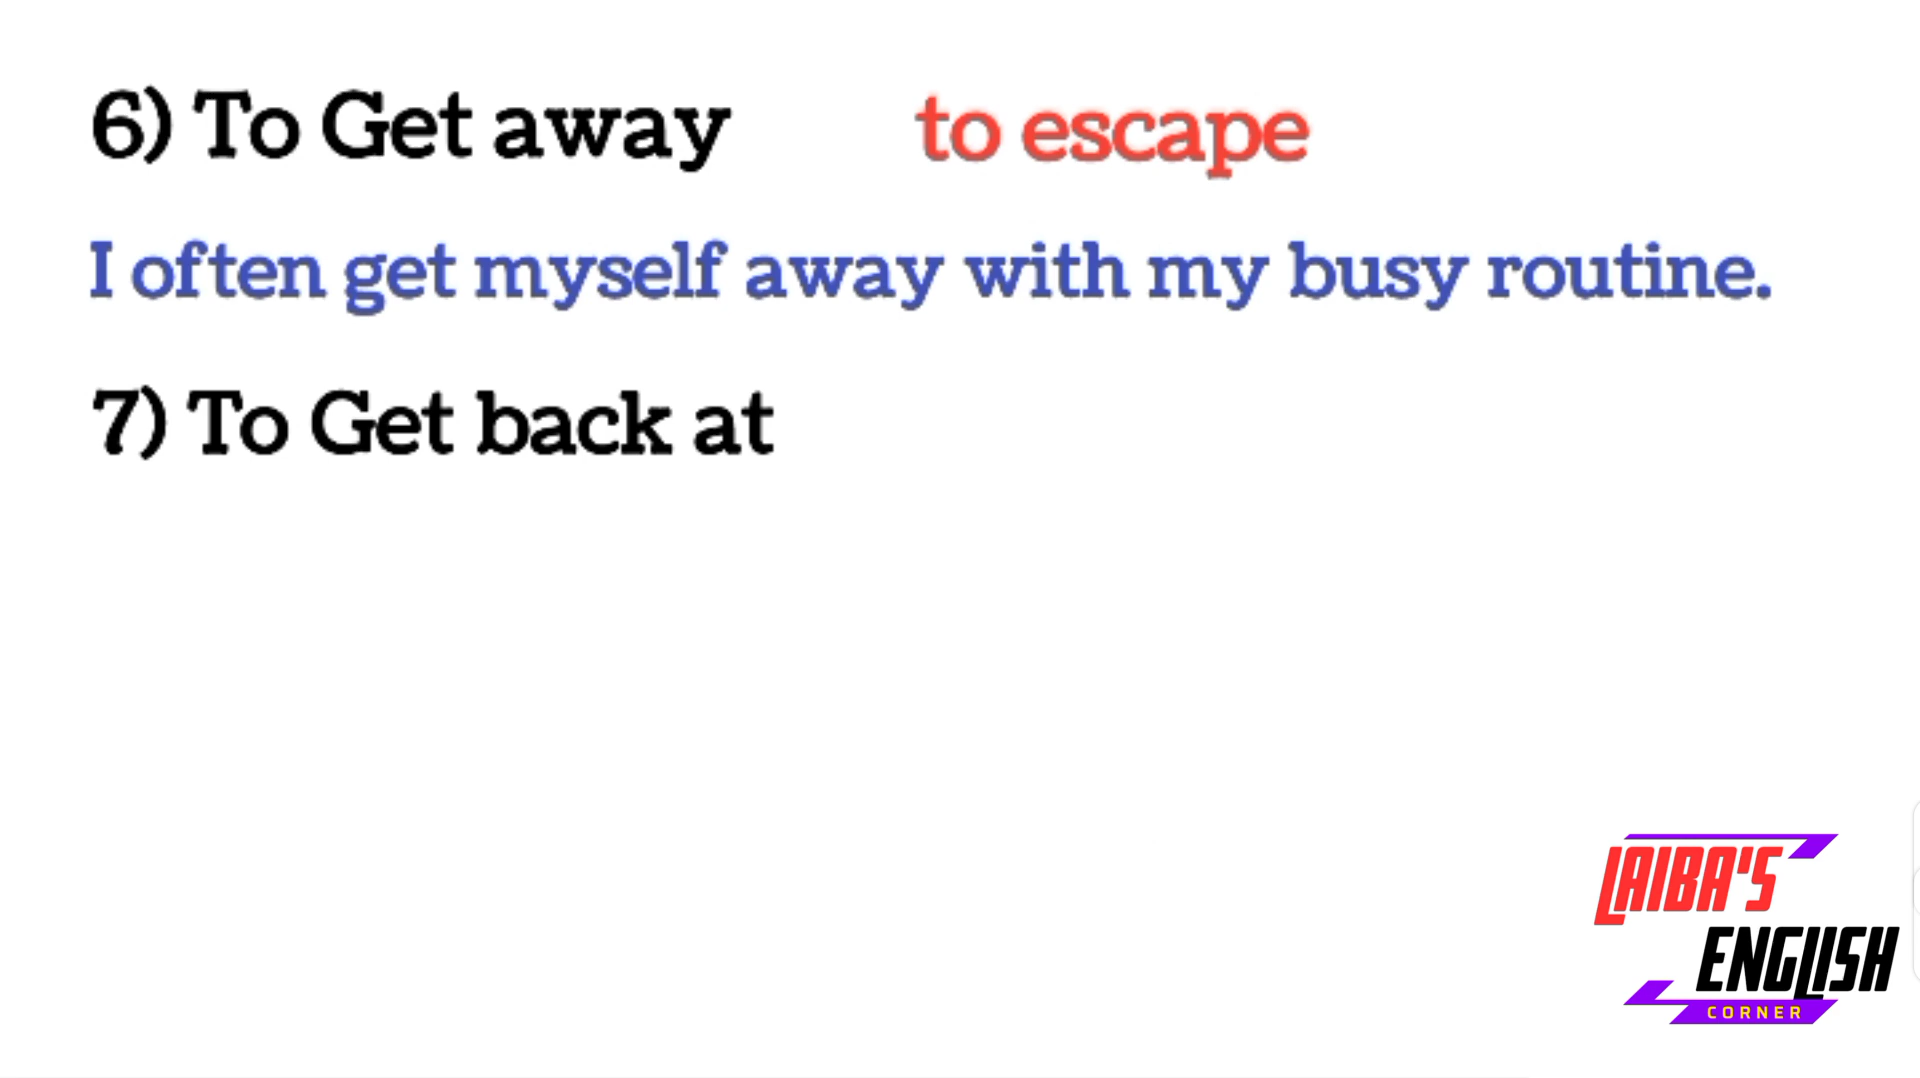 6) To Get away to escape
I often get myself away with my busy routine.
7) To Get back at
LAIBA'S
ENGLISH
CORNER